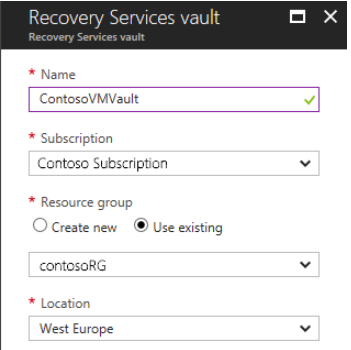 Recovery Services vault
Recovery Services vault
* Name
ContosoVMVault
* Subscription
Contoso Subscription
* Resource group
Create new Use existing
contosoRG
* Location
West Europe